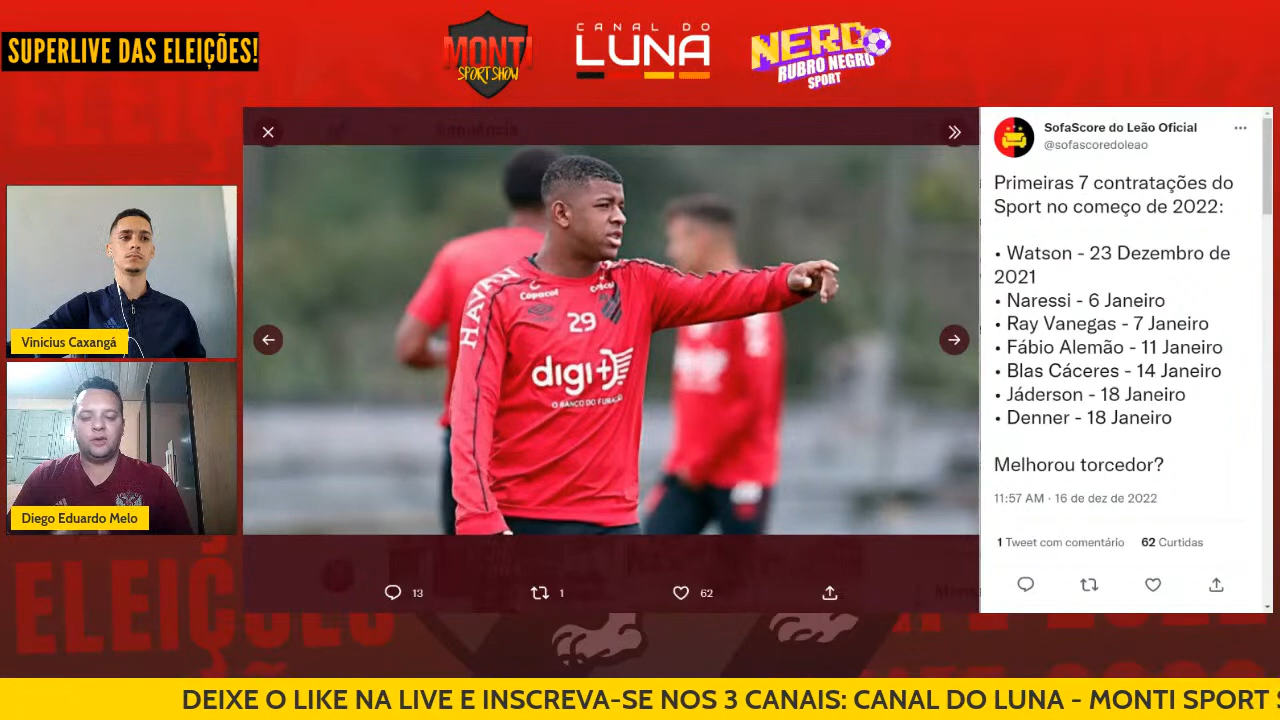 SUPERLIVE DAS ELEIÇÕES!
MONTI
SPORT SHOW
CANAL DO
LUNA
NERD
RUBRO NEGRO
SPORT
SofaScore do Leão Oficial
@sofascoredoleao
Primeiras 7 contratações do
Sport no começo de 2022:
• Watson - 23 Dezembro de
2021
• Naressi - 6 Janeiro
• Ray Vanegas - 7 Janeiro
• Fábio Alemão - 11 Janeiro
• Blas Cáceres - 14 Janeiro
• Jáderson - 18 Janeiro
• Denner - 18 Janeiro
Melhorou torcedor?
11:57 AM · 16 de dez de 2022
1 Tweet com comentário 62 Curtidas
HAVAN
Copacol
29
digi+
O BANCO DO FUTURO
Vinicius Caxangá
Diego Eduardo Melo
13
1
62
ELEIÇÕES
DEIXE O LIKE NA LIVE E INSCREVA-SE NOS 3 CANAIS: CANAL DO LUNA - MONTI SPORT S